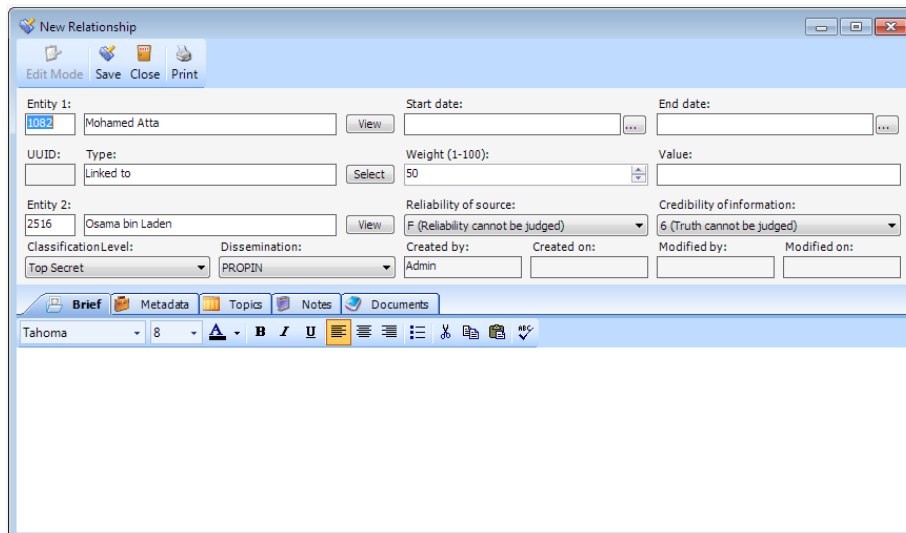 New Relationship
Edit Mode Save Close Print
Entity 1: Start date: End date:
1082 Mohamed Atta View ... ...
UUID: Type: Weight (1-100): Value:
Linked to Select 50
Entity 2: Reliability of source: Credibility of information:
2516 Osama bin Laden View F (Reliability cannot be judged) 6 (Truth cannot be judged)
Classification Level: Dissemination: Created by: Created on: Modified by: Modified on:
Top Secret PROPIN Admin
Brief Metadata Topics Notes Documents
Tahoma 8 A B I U ABC